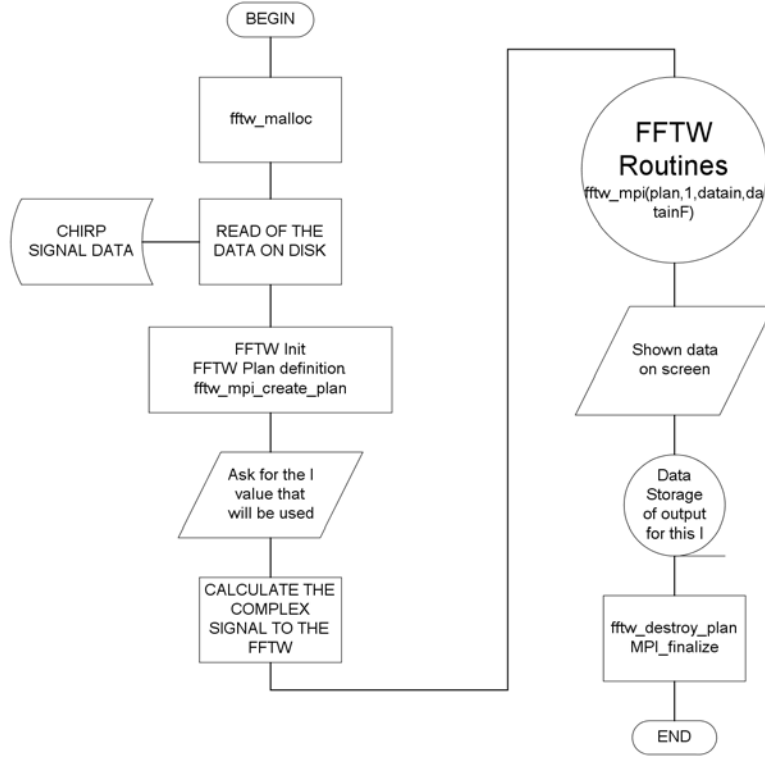 BEGIN
fftw_malloc
CHIRP
SIGNAL DATA
READ OF THE
DATA ON DISK
FFTW Init
FFTW Plan definition.
fftw_mpi_create_plan
Ask for the I
value that
will be used
CALCULATE THE
COMPLEX
SIGNAL TO THE
FFTW
FFTW
Routines
fftw_mpi(plan,1,datain,da
tainF)
Shown data
on screen
Data
Storage
of output
for this I
fftw_destroy_plan
MPI_finalize
END